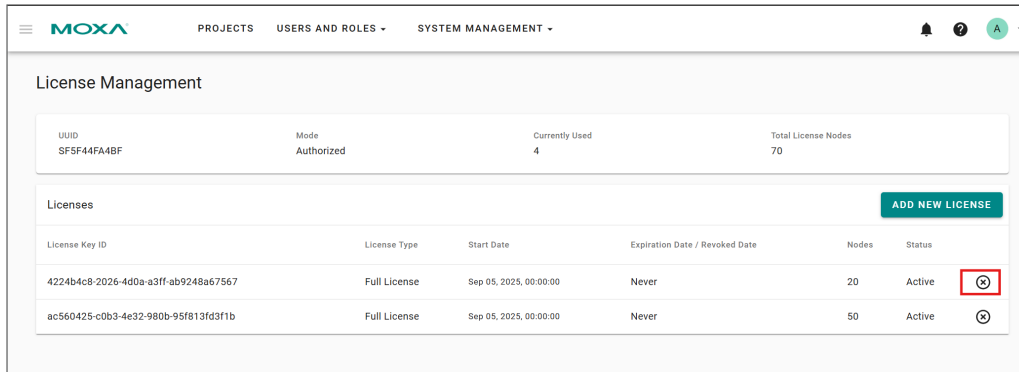 MOXA PROJECTS USERS AND ROLES SYSTEM MANAGEMENT A
License Management
UUID Mode Currently Used Total License Nodes
SF5F44FA4BF Authorized 4 70
Licenses ADD NEW LICENSE
License Key ID License Type Start Date Expiration Date / Revoked Date Nodes Status
4224b4c8-2026-4d0a-a3ff-ab9248a67567 Full License Sep 05, 2025, 00:00:00 Never 20 Active
ac560425-c0b3-4e32-980b-95f813fd3f1b Full License Sep 05, 2025, 00:00:00 Never 50 Active